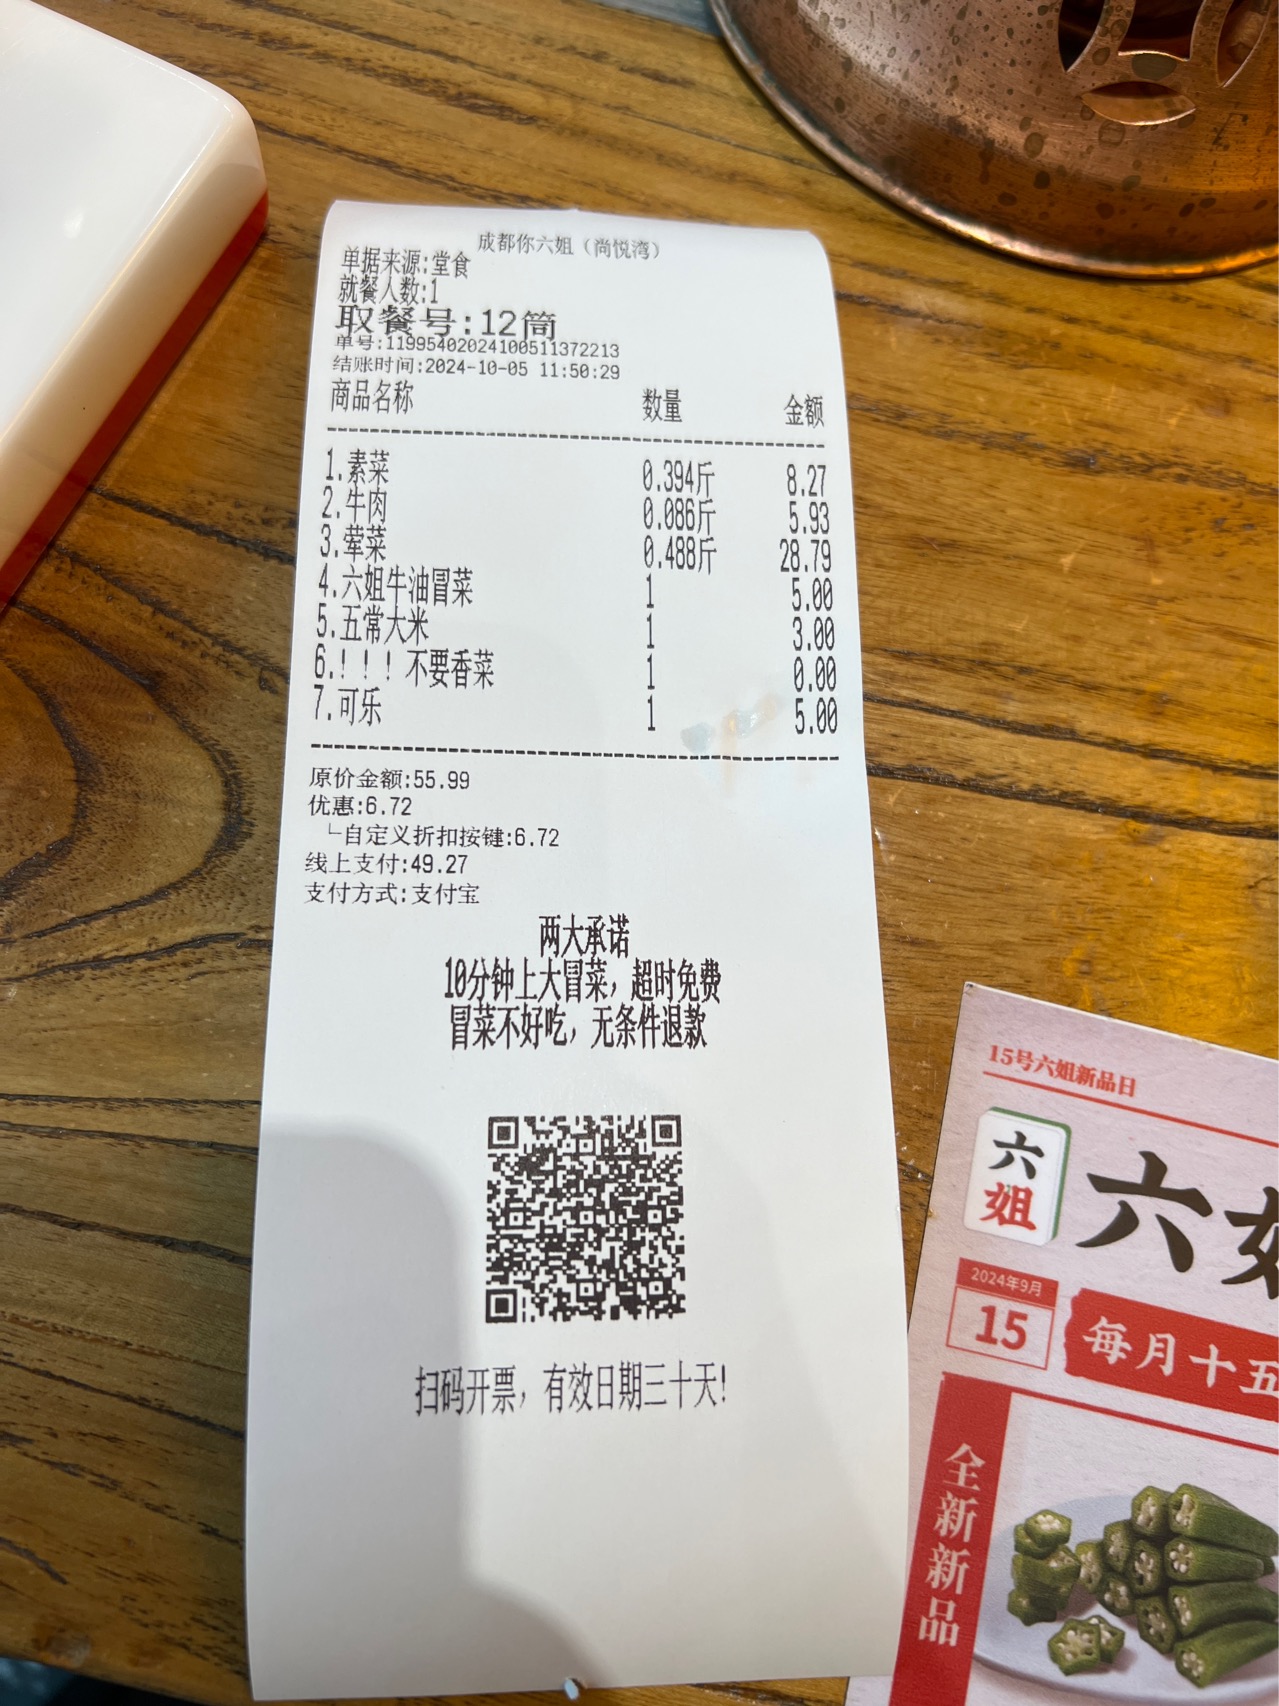 成都你六姐（尚悦湾）
单据来源:堂食
就餐人数:1
取餐号:12筒
单号:11995402024100511372213
结账时间:2024-10-05 11:50:29
商品名称 数量 金额
1.素菜 0.394斤 8.27
2.牛肉 0.086斤 5.93
3.荤菜 0.488斤 28.79
4.六姐牛油冒菜 1 5.00
5.五常大米 1 3.00
6.！！！不要香菜 1 0.00
7.可乐 1 5.00
原价金额:55.99
优惠:6.72
└自定义折扣按键:6.72
线上支付:49.27
支付方式:支付宝
两大承诺
10分钟上大冒菜，超时免费
冒菜不好吃，无条件退款
扫码开票，有效日期三十天!
15号六姐新品日
六姐
六
2024年9月
15
每月十五
全新新品